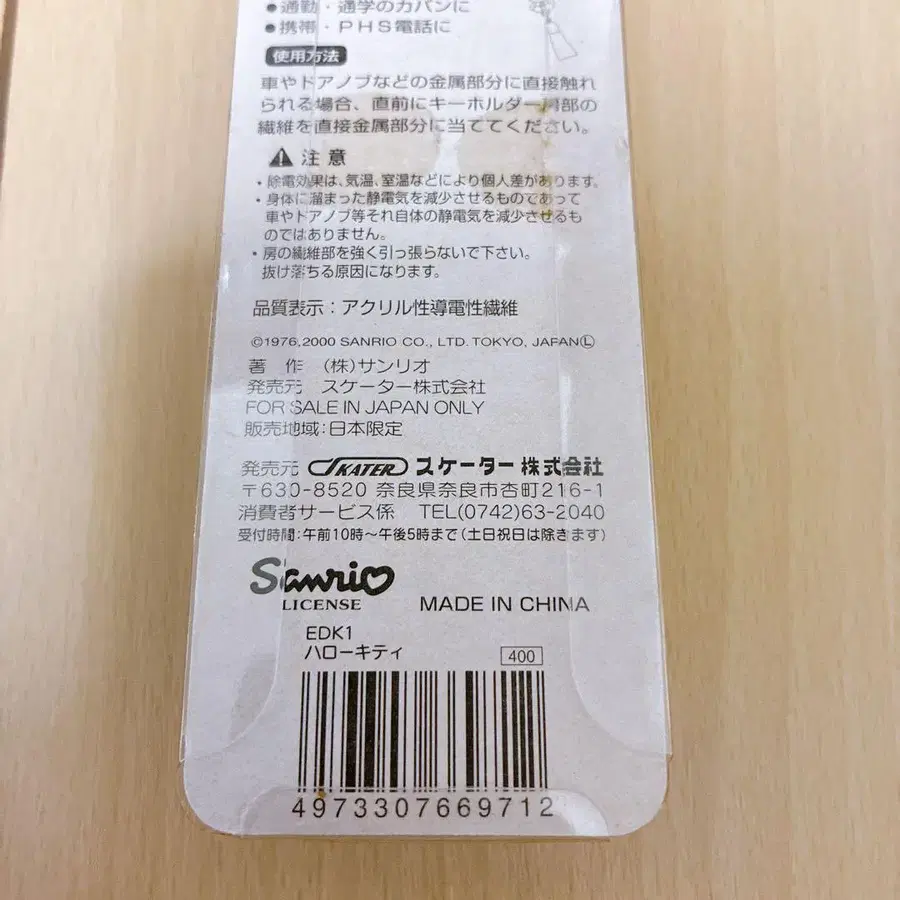 ●通勤・通学のカバンに
●携帯・PHS電話に
使用方法
車やドアノブなどの金属部分に直接触れ
られる場合、直前にキーホルダー房部の
繊維を直接金属部分に当ててください。
注意
・除電効果は、気温、室温などにより個人差があります。
・身体に溜まった静電気を減少させるものであって
車やドアノブ等それ自体の静電気を減少させるも
のではありません。
・房の繊維部を強く引っ張らないで下さい。
抜け落ちる原因になります。
品質表示：アクリル性導電性繊維
©1976,2000 SANRIO CO., LTD. TOKYO, JAPAN Ⓛ
著 作 (株)サンリオ
発売元 スケーター株式会社
FOR SALE IN JAPAN ONLY
販売地域:日本限定
発売元 SKATER スケーター株式会社
〒630-8520 奈良県奈良市杏町216-1
消費者サービス係 TEL(0742)63-2040
受付時間:午前10時～午後5時まで(土日祝日は除きます)
Sanrio
LICENSE MADE IN CHINA
EDK1
ハローキティ 400
4973307669712